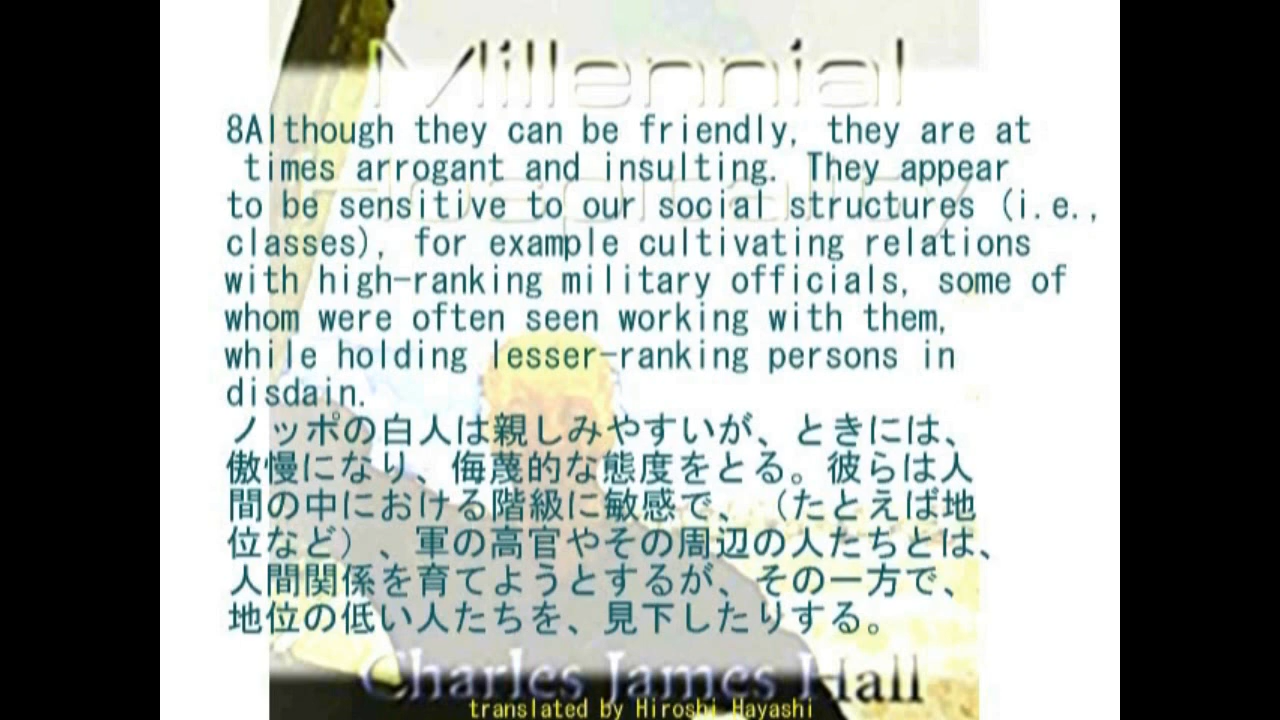 Millennial
8Although they can be friendly, they are at
times arrogant and insulting. They appear
Hospitality
to be sensitive to our social structures (i.e.,
classes), for example cultivating relations
with high-ranking military officials, some of
whom were often seen working with them,
while holding lesser-ranking persons in
disdain.
ノッポの白人は親しみやすいが、ときには、
傲慢になり、侮蔑的な態度をとる。彼らは人
間の中における階級に敏感で、（たとえば地
位など）、軍の高官やその周辺の人たちとは、
人間関係を育てようとするが、その一方で、
地位の低い人たちを、見下したりする。
Charles James Hall
translated by Hiroshi Hayashi